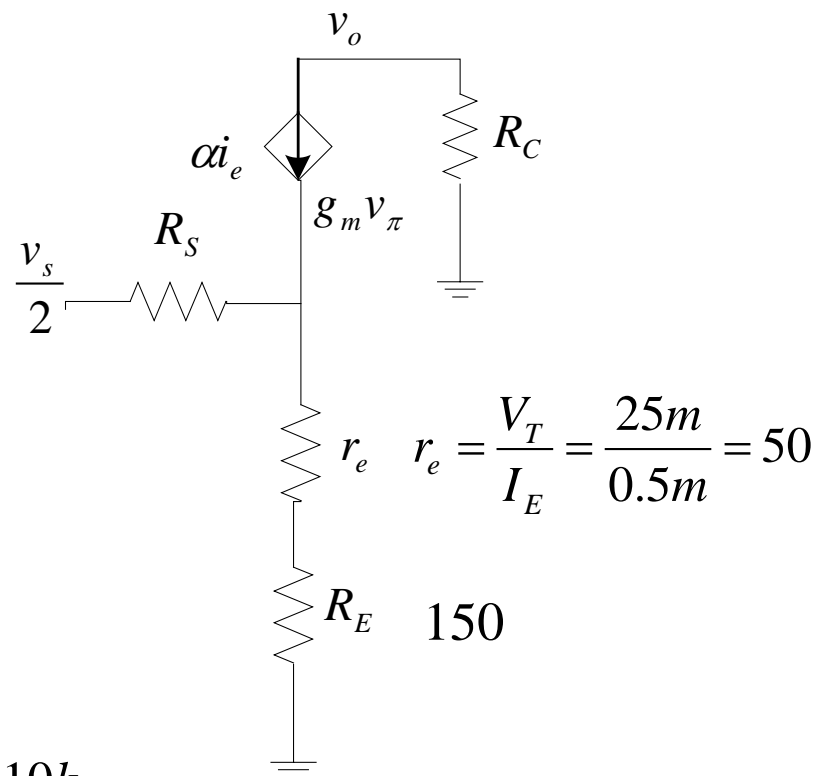 v_o
αi_e
R_C
g_m v_π
R_S
v_s/2
r_e r_e = V_T/I_E = 25m/0.5m = 50
R_E 150